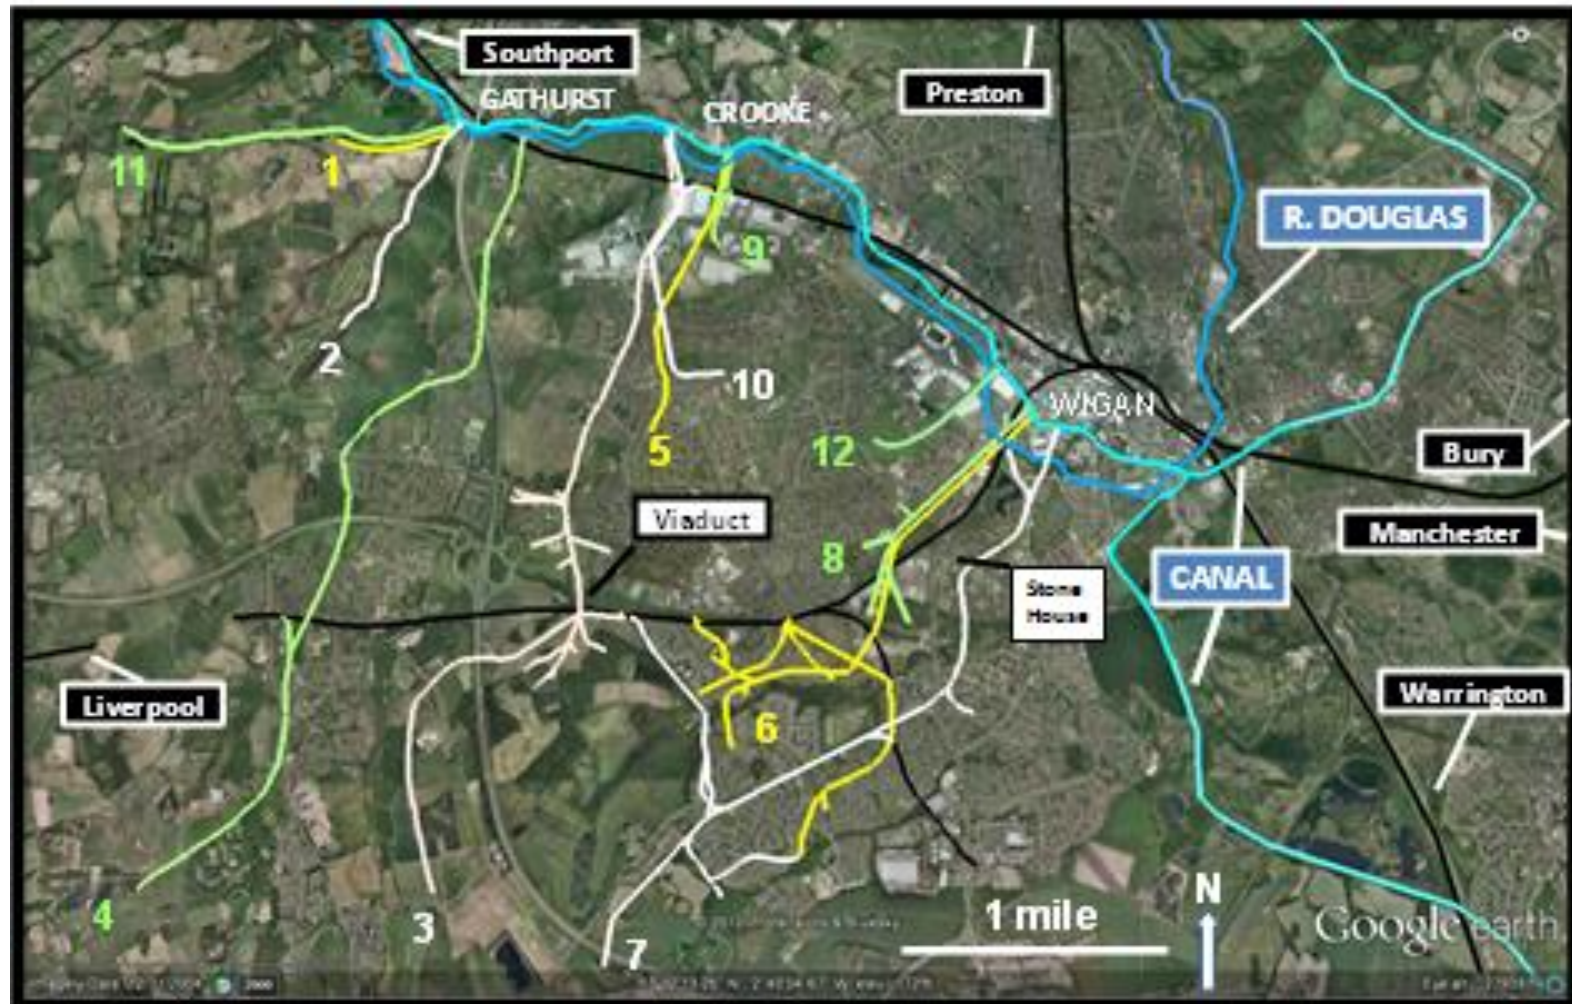 Southport
Preston
GATHURST
CROOKE
11
1
R. DOUGLAS
9
2
10
WIGAN
5
12
Bury
Viaduct
Manchester
8
CANAL
Stone
House
Liverpool
Warrington
6
4
3
7
1 mile
N
Google earth